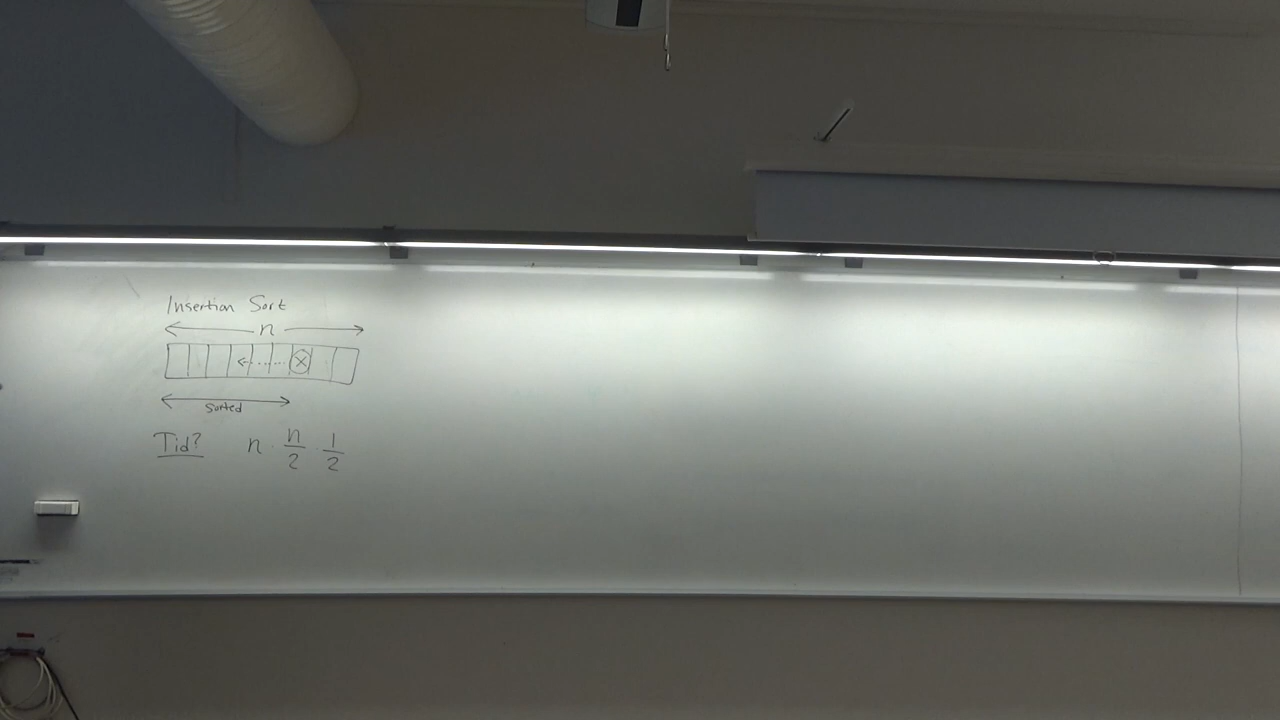 Insertion Sort
n
x
sorted
Tid? n · n/2 · 1/2